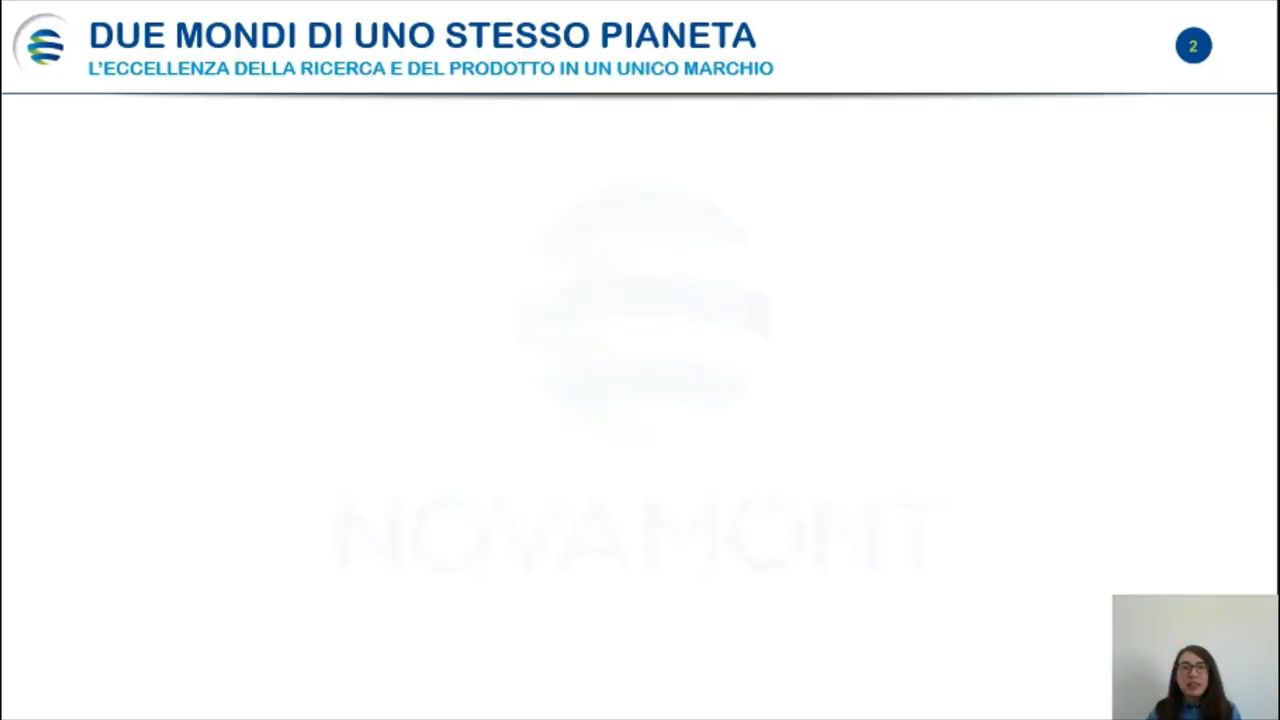 DUE MONDI DI UNO STESSO PIANETA
L'ECCELLENZA DELLA RICERCA E DEL PRODOTTO IN UN UNICO MARCHIO
2
NOVAMONT